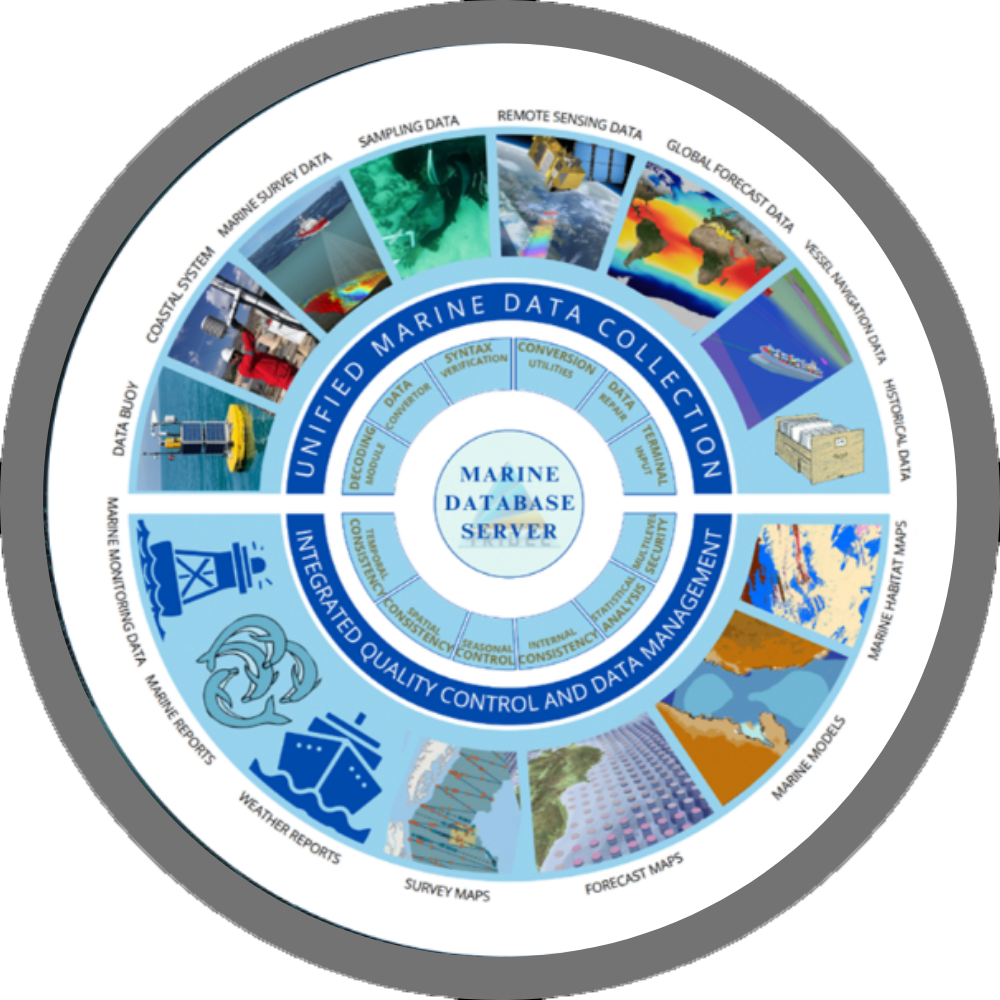 REMOTE SENSING DATA
SAMPLING DATA
GLOBAL FORECAST DATA
MARINE SURVEY DATA
VESSEL NAVIGATION DATA
COASTAL SYSTEM
HISTORICAL DATA
DATA BUOY
UNIFIED MARINE DATA COLLECTION
DECODING
MODULE
DATA
CONVERTOR
SYNTAX
VERIFICATION
CONVERSION
UTILITIES
DATA
REPAIR
TERMINAL
INPUT
MARINE
DATABASE
SERVER
TEMPORAL
CONSISTENCY
SPATIAL
CONSISTENCY
SEASONAL
CONTROL
INTERNAL
CONSISTENCY
STATISTICAL
ANALYSIS
MULTILEVEL
SECURITY
INTEGRATED QUALITY CONTROL AND DATA MANAGEMENT
MARINE MONITORING DATA
MARINE REPORTS
WEATHER REPORTS
SURVEY MAPS
FORECAST MAPS
MARINE MODELS
MARINE HABITAT MAPS